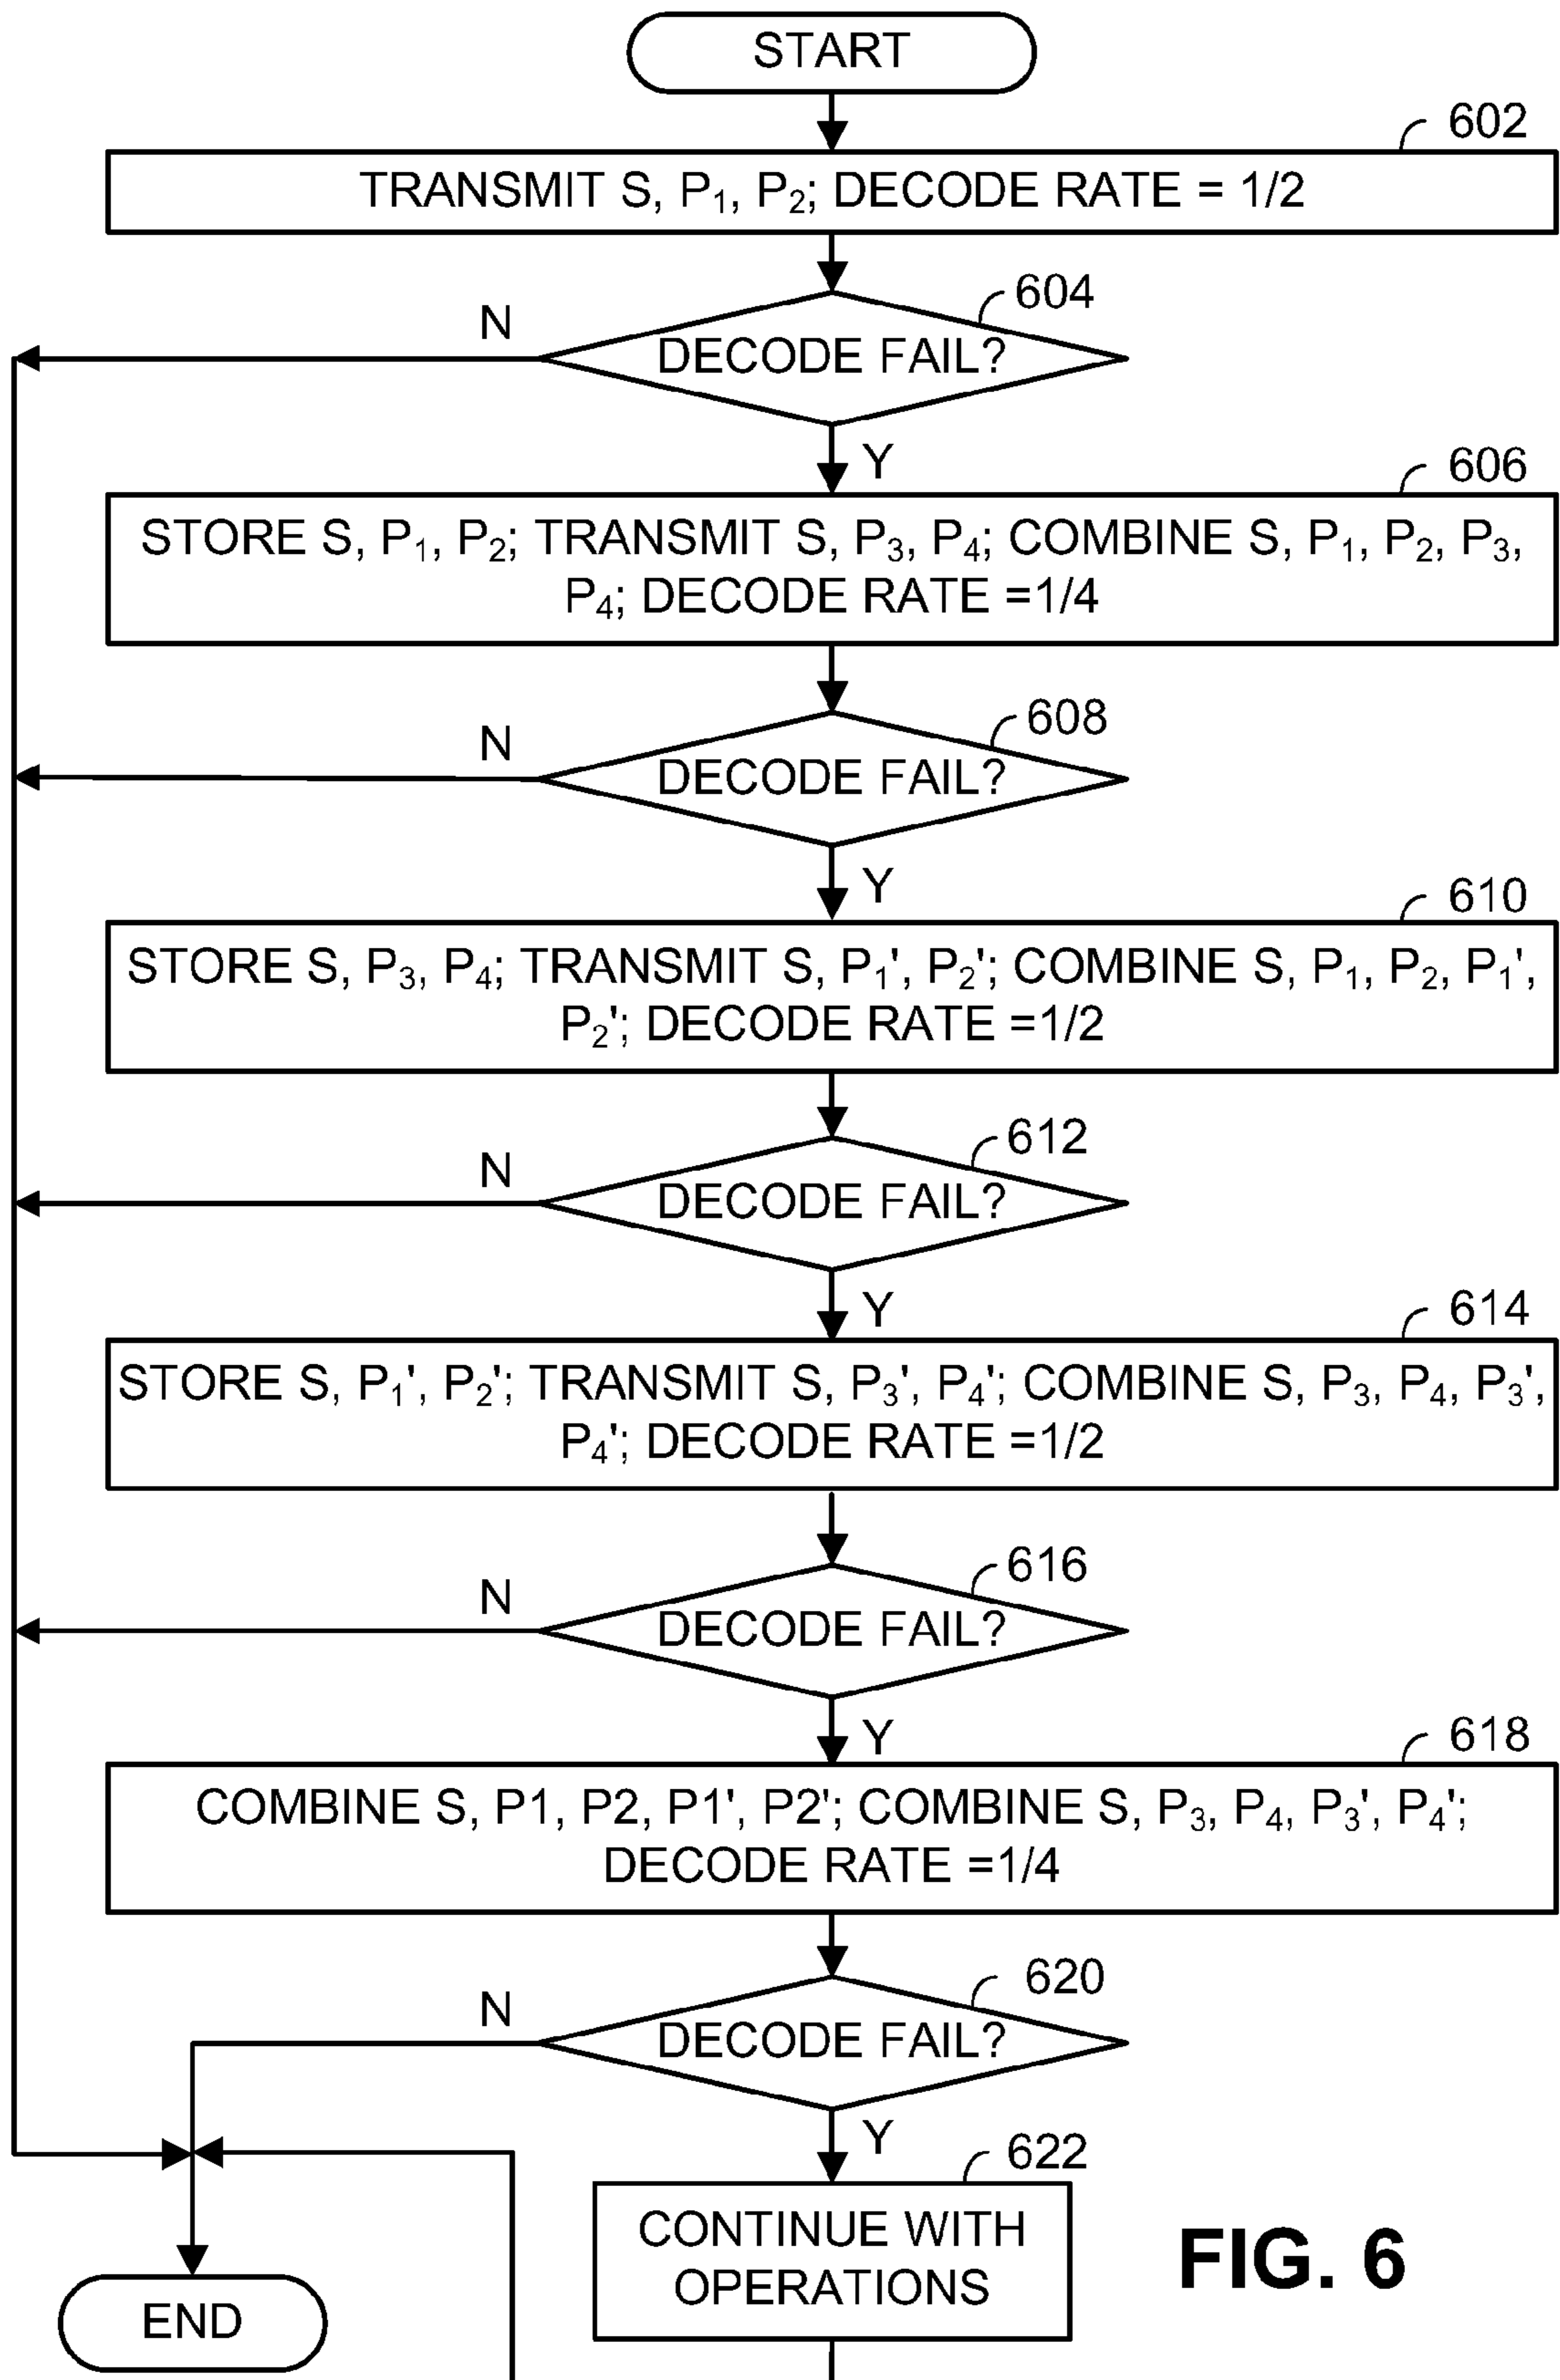 START
602
TRANSMIT S, P₁, P₂; DECODE RATE = 1/2
604
N
DECODE FAIL?
Y
606
STORE S, P₁, P₂; TRANSMIT S, P₃, P₄; COMBINE S, P₁, P₂, P₃,
P₄; DECODE RATE =1/4
608
N
DECODE FAIL?
Y
610
STORE S, P₃, P₄; TRANSMIT S, P₁', P₂'; COMBINE S, P₁, P₂, P₁',
P₂'; DECODE RATE =1/2
612
N
DECODE FAIL?
Y
614
STORE S, P₁', P₂'; TRANSMIT S, P₃', P₄'; COMBINE S, P₃, P₄, P₃',
P₄'; DECODE RATE =1/2
616
N
DECODE FAIL?
Y
618
COMBINE S, P1, P2, P1', P2'; COMBINE S, P₃, P₄, P₃', P₄';
DECODE RATE =1/4
620
N
DECODE FAIL?
Y
622
CONTINUE WITH
OPERATIONS
FIG. 6
END